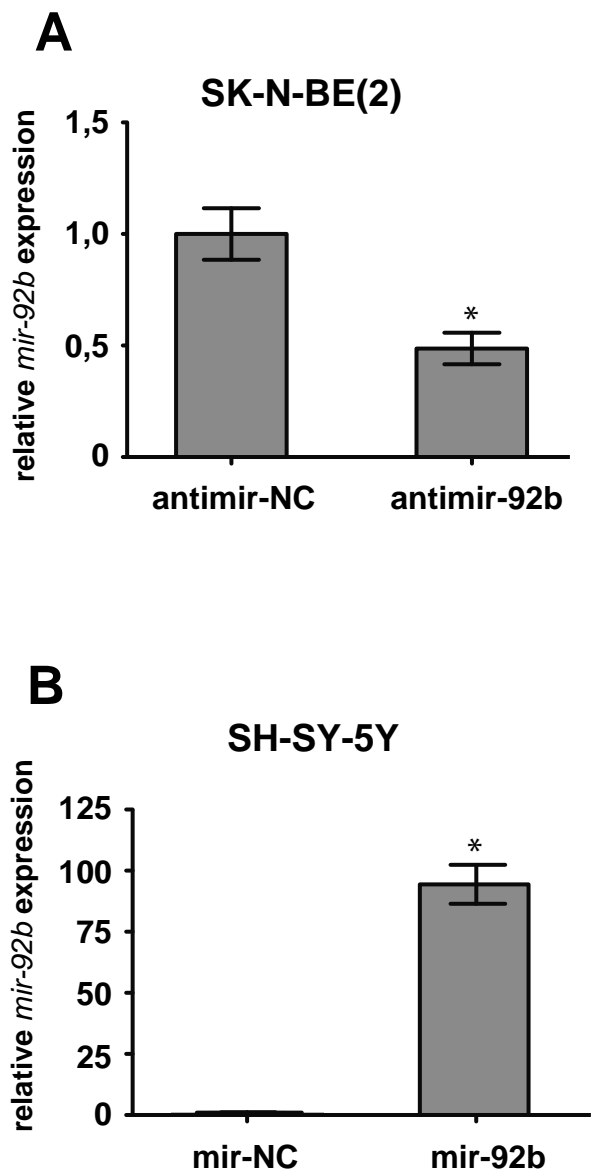 A
SK-N-BE(2)
relative mir-92b expression
1,5
1,0
0,5
0
*
antimir-NC antimir-92b
B
SH-SY-5Y
relative mir-92b expression
125
100
75
50
25
0
*
mir-NC mir-92b